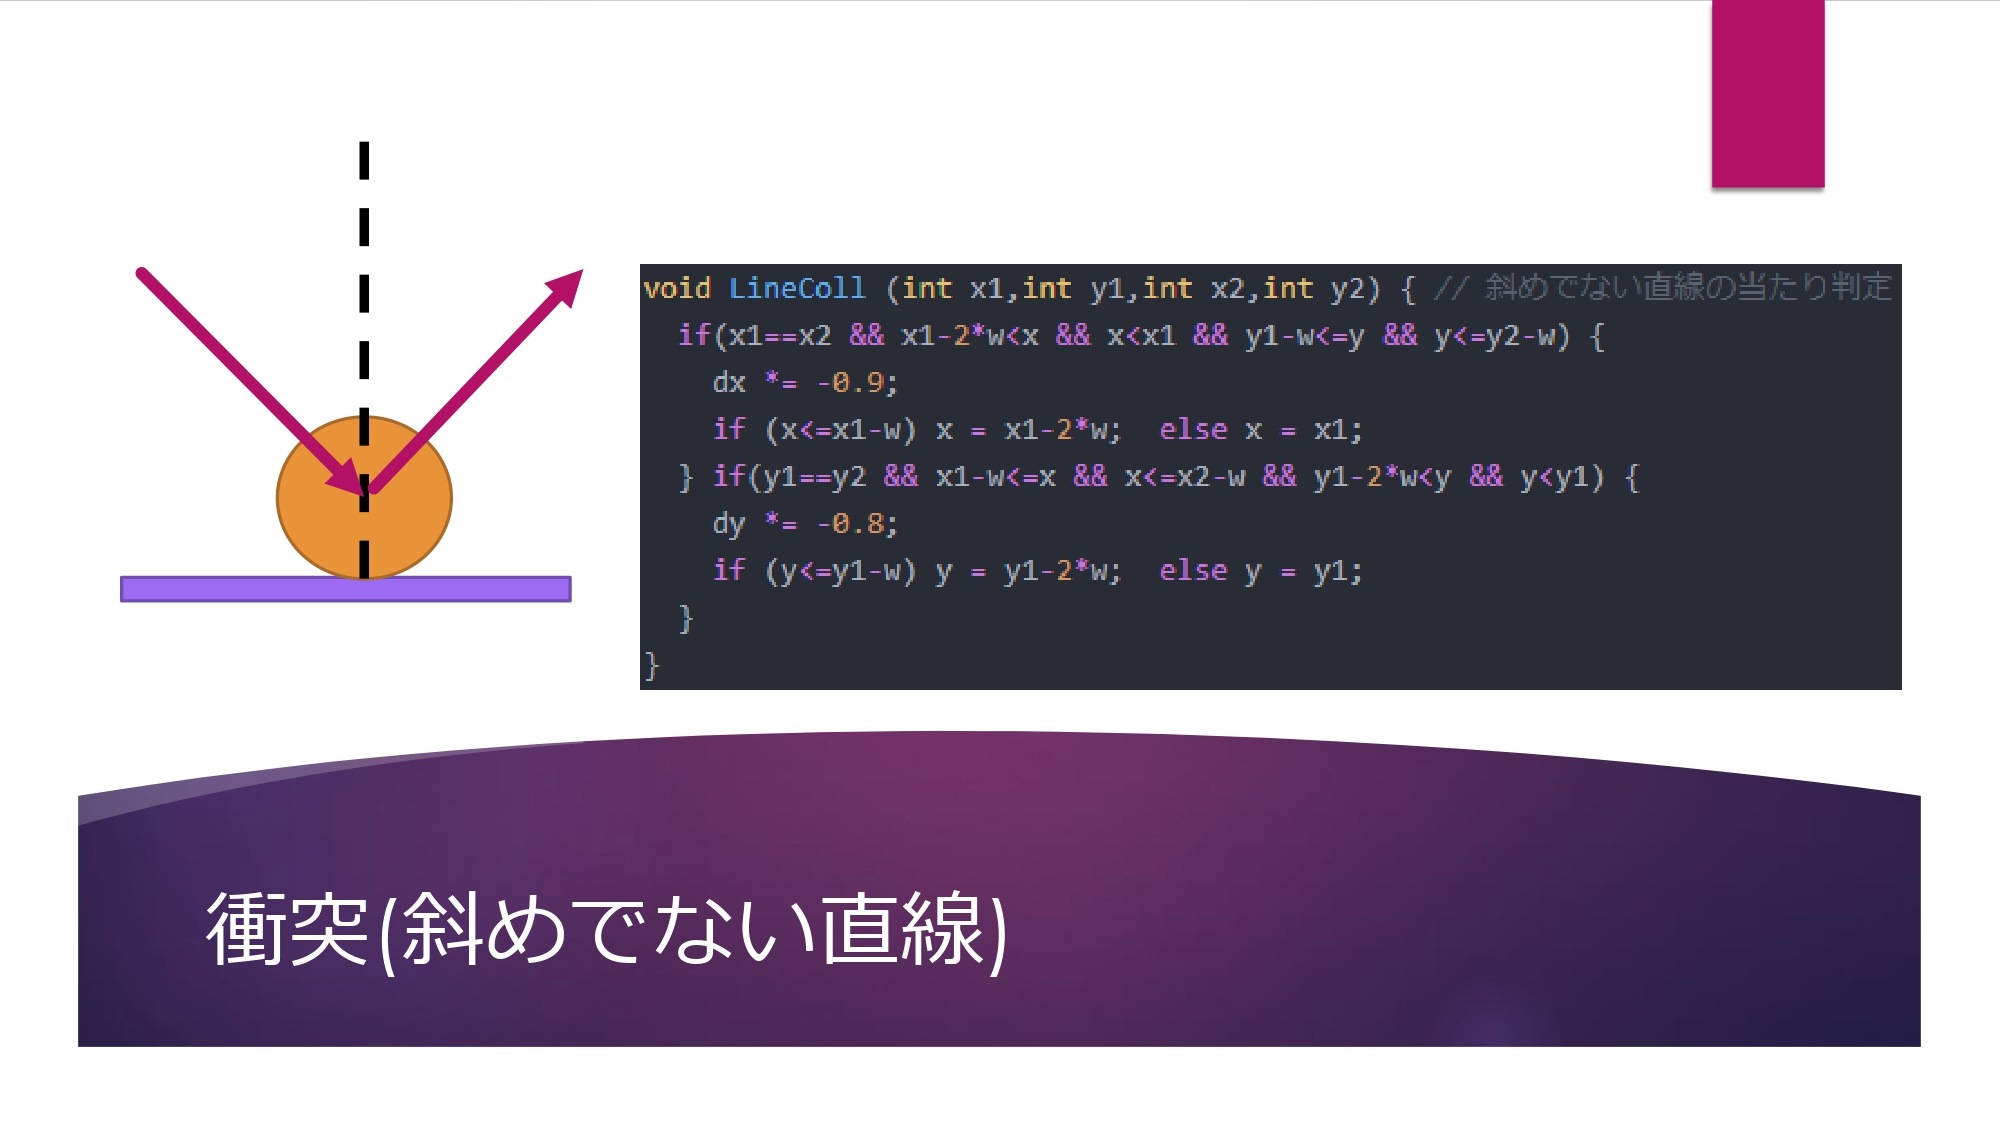 void LineColl (int x1,int y1,int x2,int y2) { // 斜めでない直線の当たり判定
  if(x1==x2 && x1-2*w<x && x<x1 && y1-w<=y && y<=y2-w) {
    dx *= -0.9;
    if (x<=x1-w) x = x1-2*w;  else x = x1;
  } if(y1==y2 && x1-w<=x && x<=x2-w && y1-2*w<y && y<y1) {
    dy *= -0.8;
    if (y<=y1-w) y = y1-2*w;  else y = y1;
  }
}
衝突(斜めでない直線)